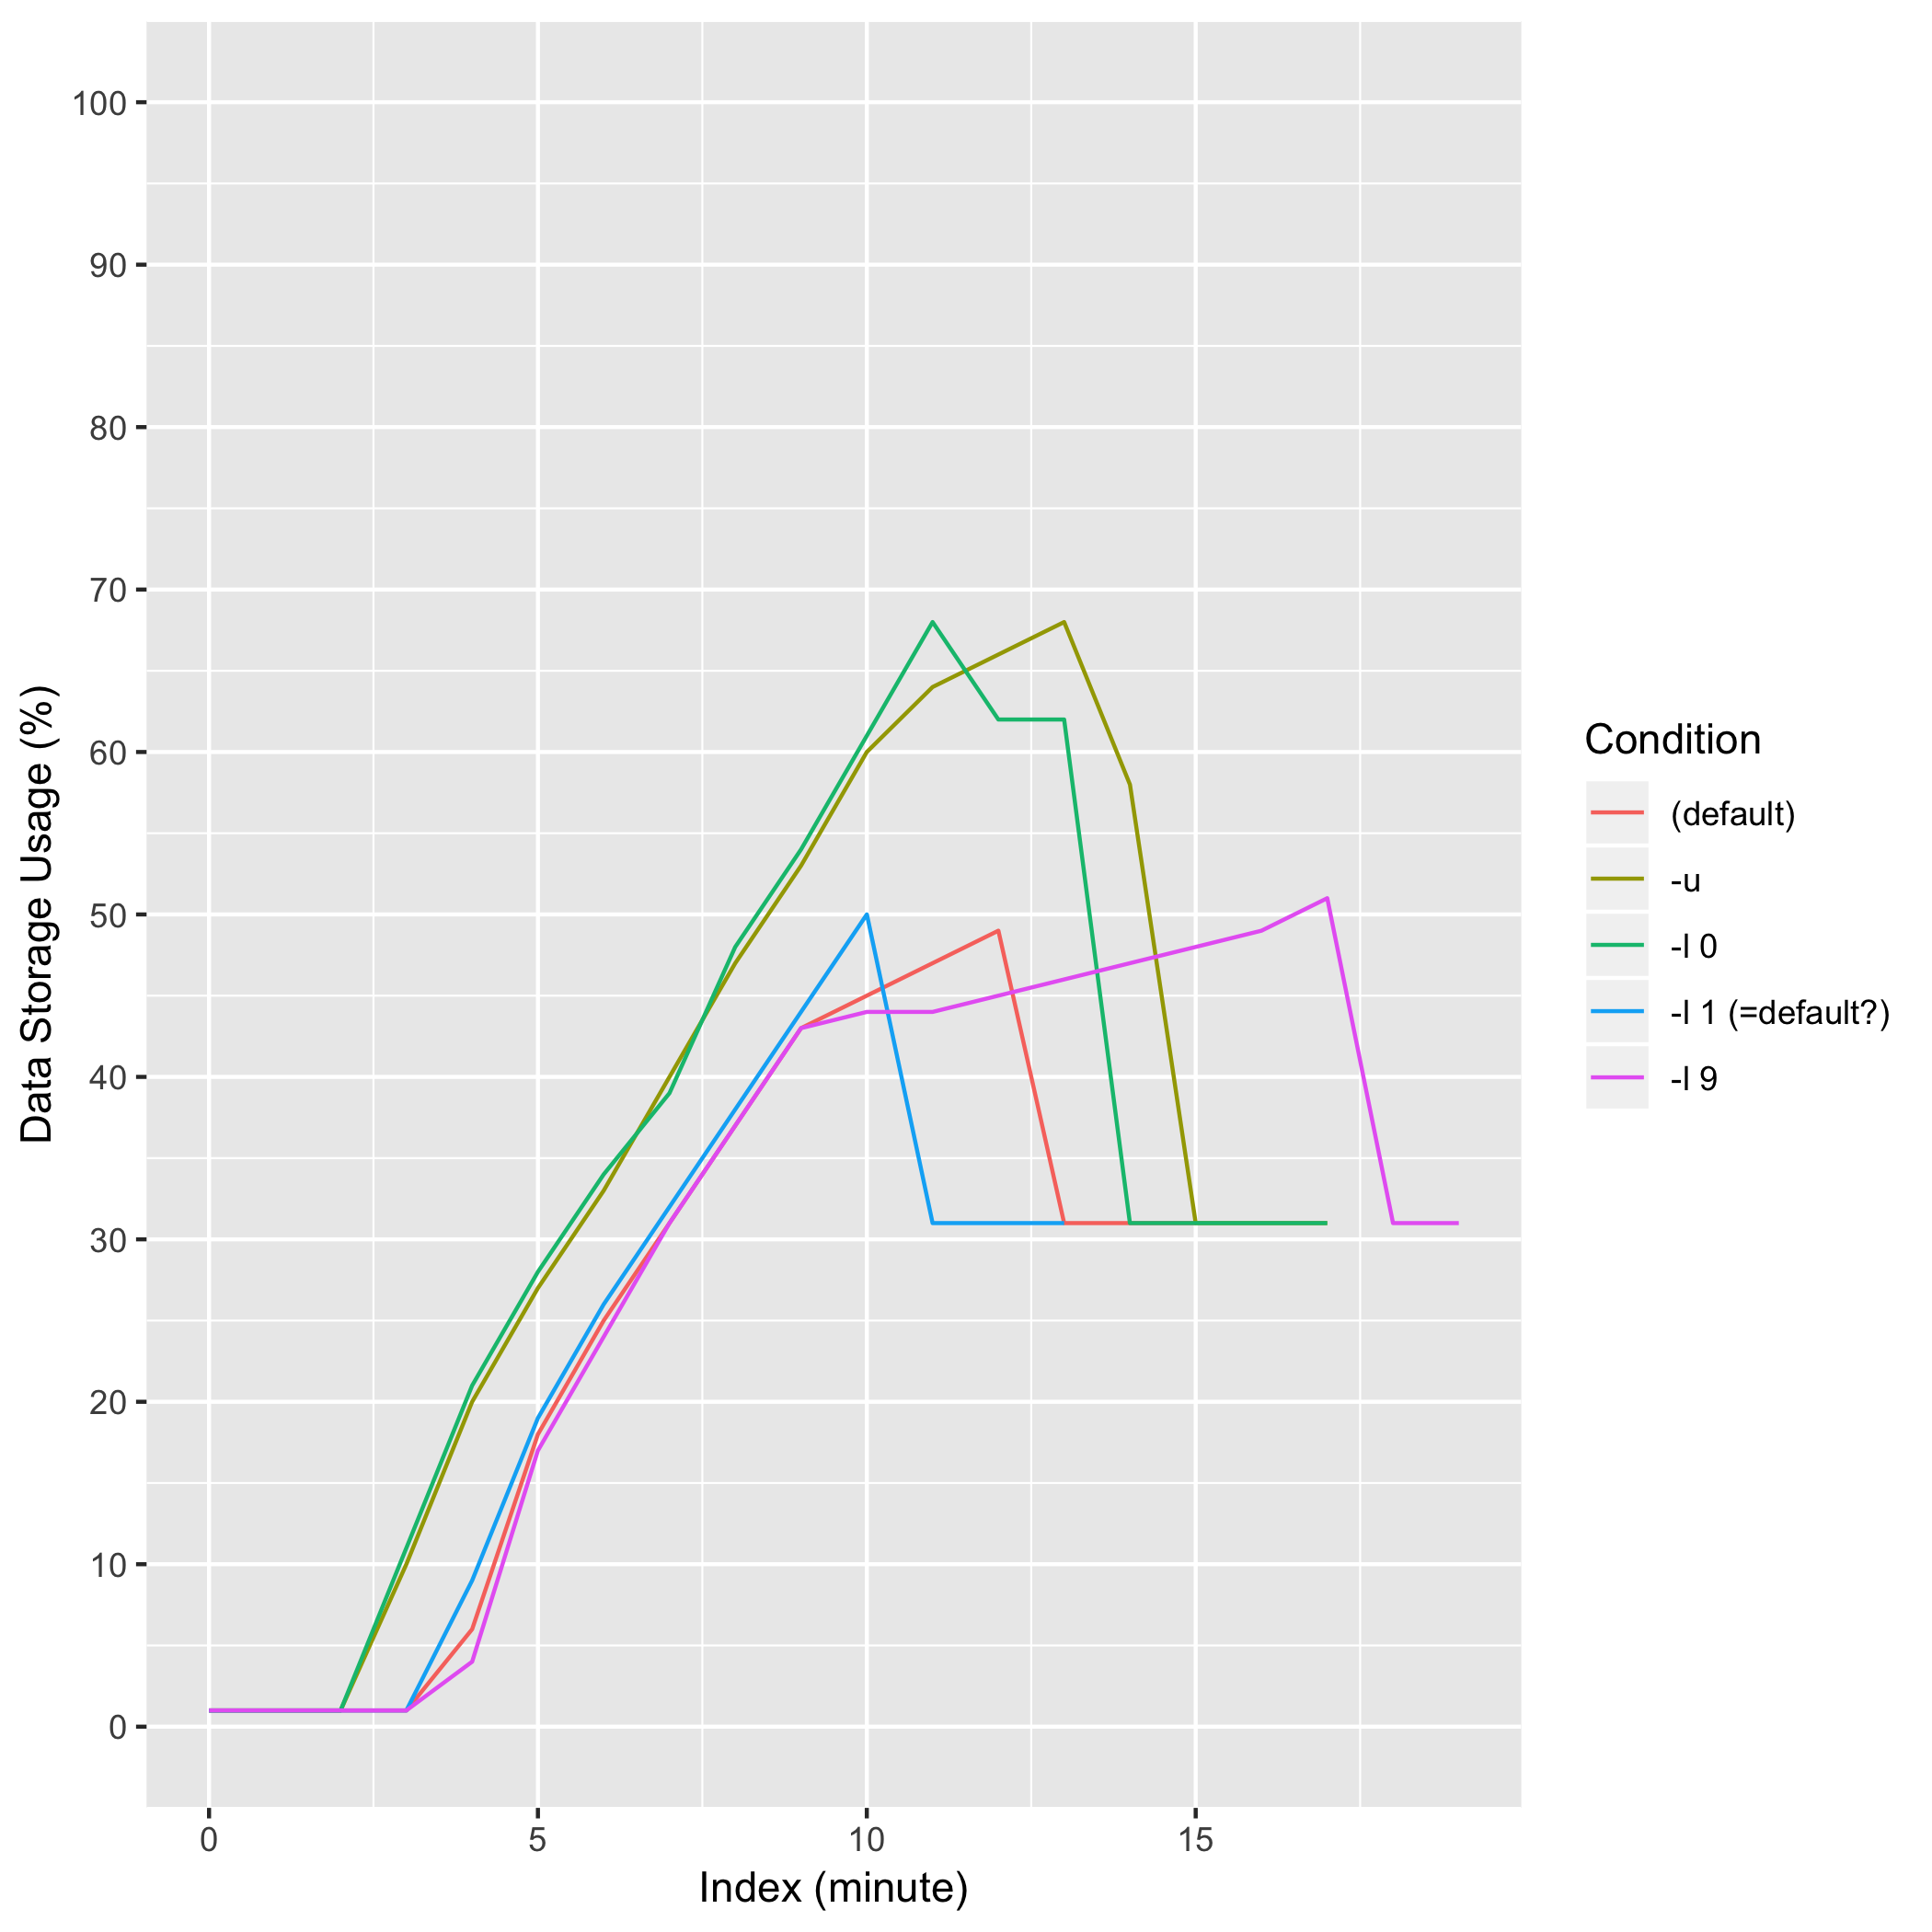 Data Storage Usage (%)
100
90
80
70
60
50
40
30
20
10
0
0 5 10 15
Index (minute)
Condition
(default)
-u
-l 0
-l 1 (=default?)
-l 9